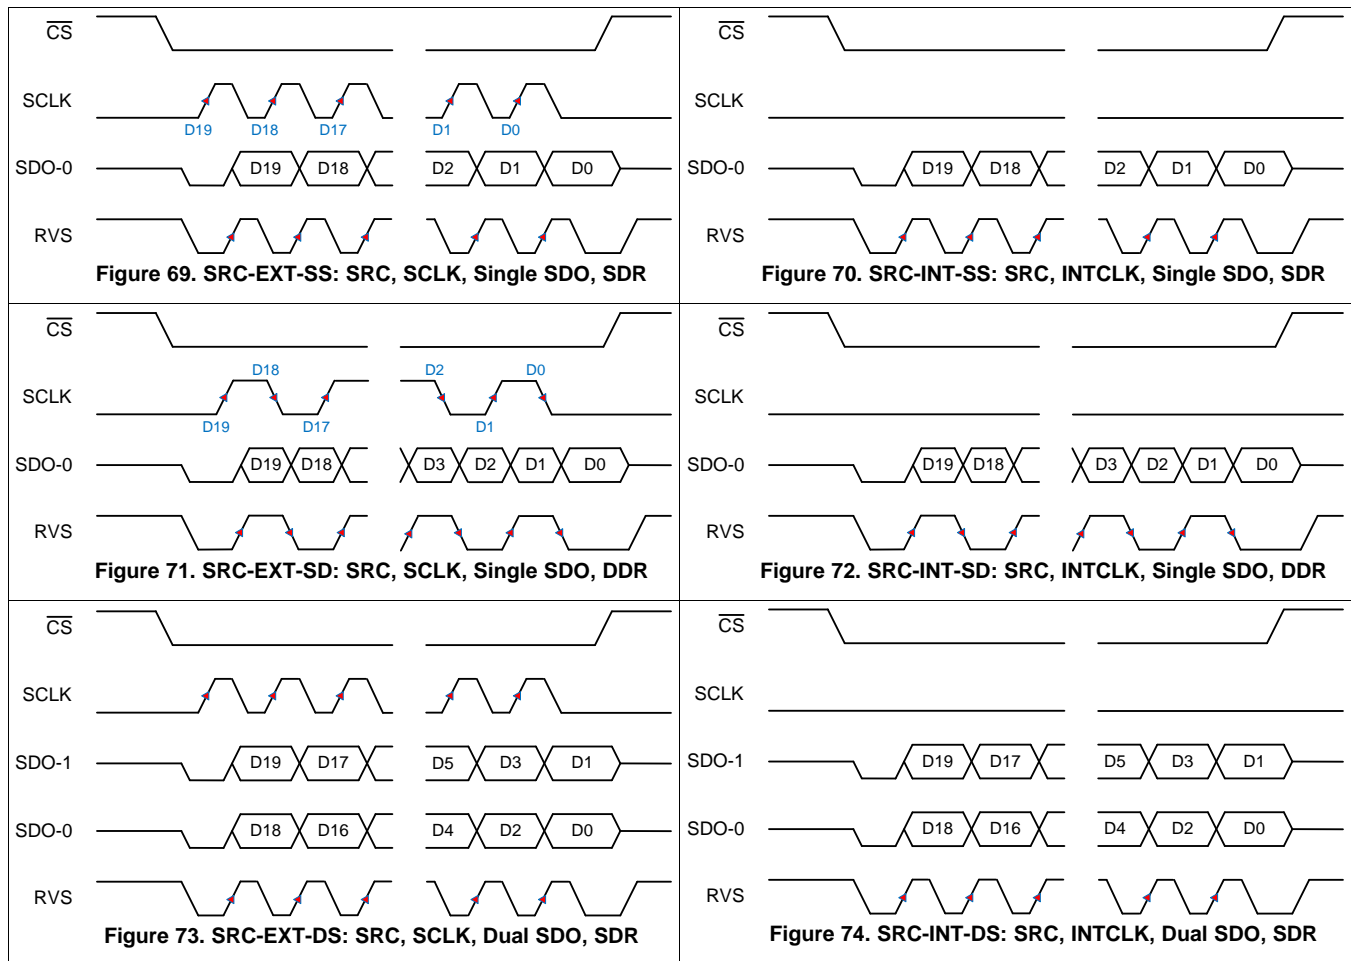 CS
SCLK
D19 D18 D17 D1 D0
SDO-0 D19 D18 D2 D1 D0
RVS
Figure 69. SRC-EXT-SS: SRC, SCLK, Single SDO, SDR
CS
SCLK
SDO-0 D19 D18 D2 D1 D0
RVS
Figure 70. SRC-INT-SS: SRC, INTCLK, Single SDO, SDR
CS
D18 D2 D0
SCLK
D19 D17 D1
SDO-0 D19 D18 D3 D2 D1 D0
RVS
Figure 71. SRC-EXT-SD: SRC, SCLK, Single SDO, DDR
CS
SCLK
SDO-0 D19 D18 D3 D2 D1 D0
RVS
Figure 72. SRC-INT-SD: SRC, INTCLK, Single SDO, DDR
CS
SCLK
SDO-1 D19 D17 D5 D3 D1
SDO-0 D18 D16 D4 D2 D0
RVS
Figure 73. SRC-EXT-DS: SRC, SCLK, Dual SDO, SDR
CS
SCLK
SDO-1 D19 D17 D5 D3 D1
SDO-0 D18 D16 D4 D2 D0
RVS
Figure 74. SRC-INT-DS: SRC, INTCLK, Dual SDO, SDR